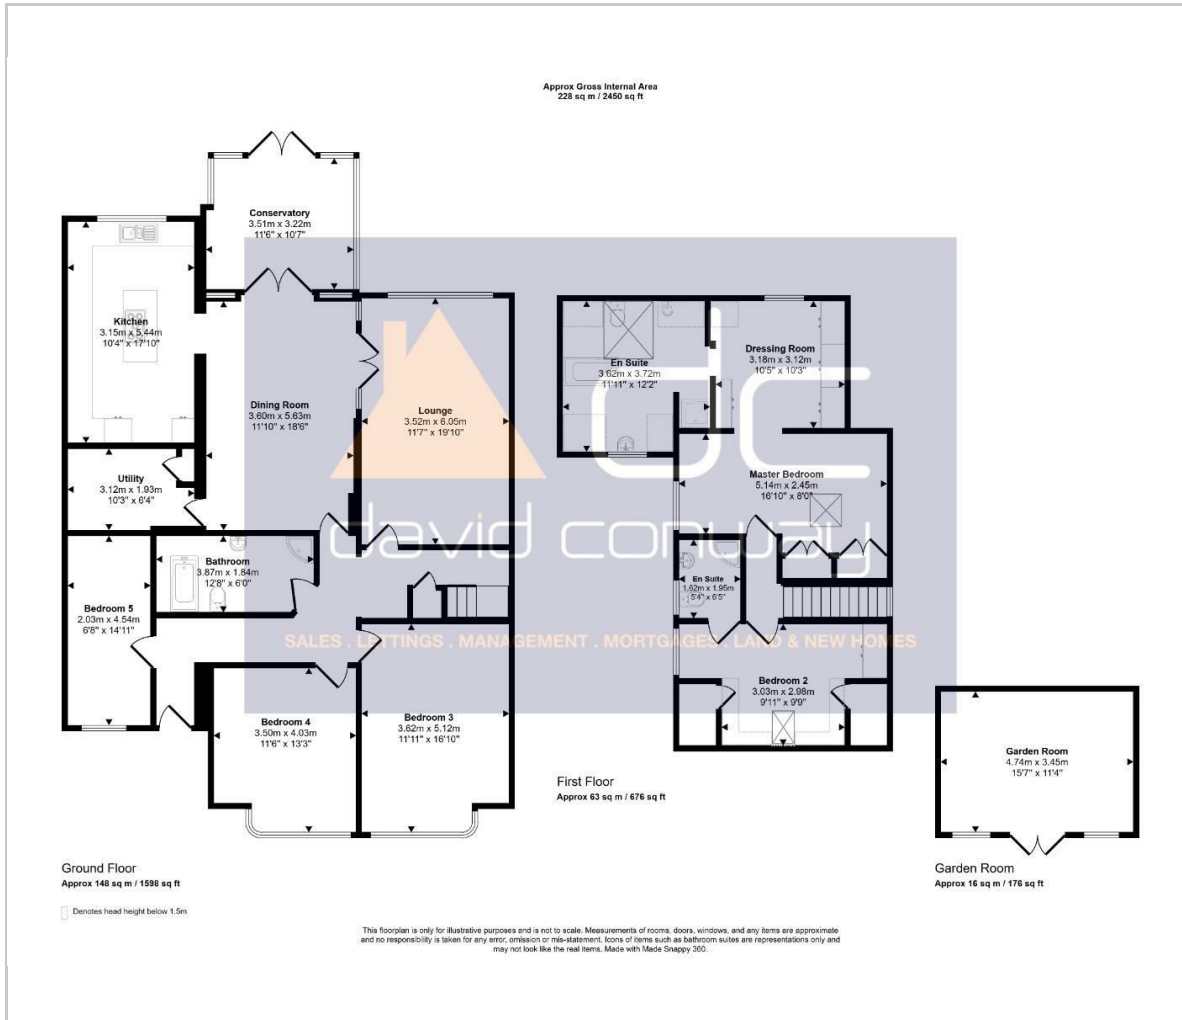 Approx Gross Internal Area
228 sq m / 2450 sq ft
Conservatory
3.51m x 3.22m
11'6" x 10'7"
Kitchen
3.15m x 5.44m
10'4" x 17'10"
Dining Room
3.60m x 5.63m
11'10" x 18'6"
Lounge
3.52m x 6.05m
11'7" x 19'10"
Utility
3.12m x 1.93m
10'3" x 6'4"
Bathroom
3.87m x 1.84m
12'8" x 6'0"
Bedroom 5
2.03m x 4.54m
6'8" x 14'11"
Bedroom 4
3.50m x 4.03m
11'6" x 13'3"
Bedroom 3
3.62m x 5.12m
11'11" x 16'10"
En Suite
3.62m x 3.72m
11'11" x 12'2"
Dressing Room
3.18m x 3.12m
10'5" x 10'3"
Master Bedroom
5.14m x 2.45m
16'10" x 8'0"
En Suite
1.62m x 1.95m
5'4" x 6'5"
Bedroom 2
3.03m x 2.98m
9'11" x 9'9"
Garden Room
4.74m x 3.45m
15'7" x 11'4"
dc
david conway
SALES . LETTINGS . MANAGEMENT . MORTGAGES . LAND & NEW HOMES
First Floor
Approx 63 sq m / 676 sq ft
Ground Floor
Approx 148 sq m / 1598 sq ft
Garden Room
Approx 16 sq m / 176 sq ft
Denotes head height below 1.5m
This floorplan is only for illustrative purposes and is not to scale. Measurements of rooms, doors, windows, and any items are approximate
and no responsibility is taken for any error, omission or mis-statement. Icons of items such as bathroom suites are representations only and
may not look like the real items. Made with Made Snappy 360.